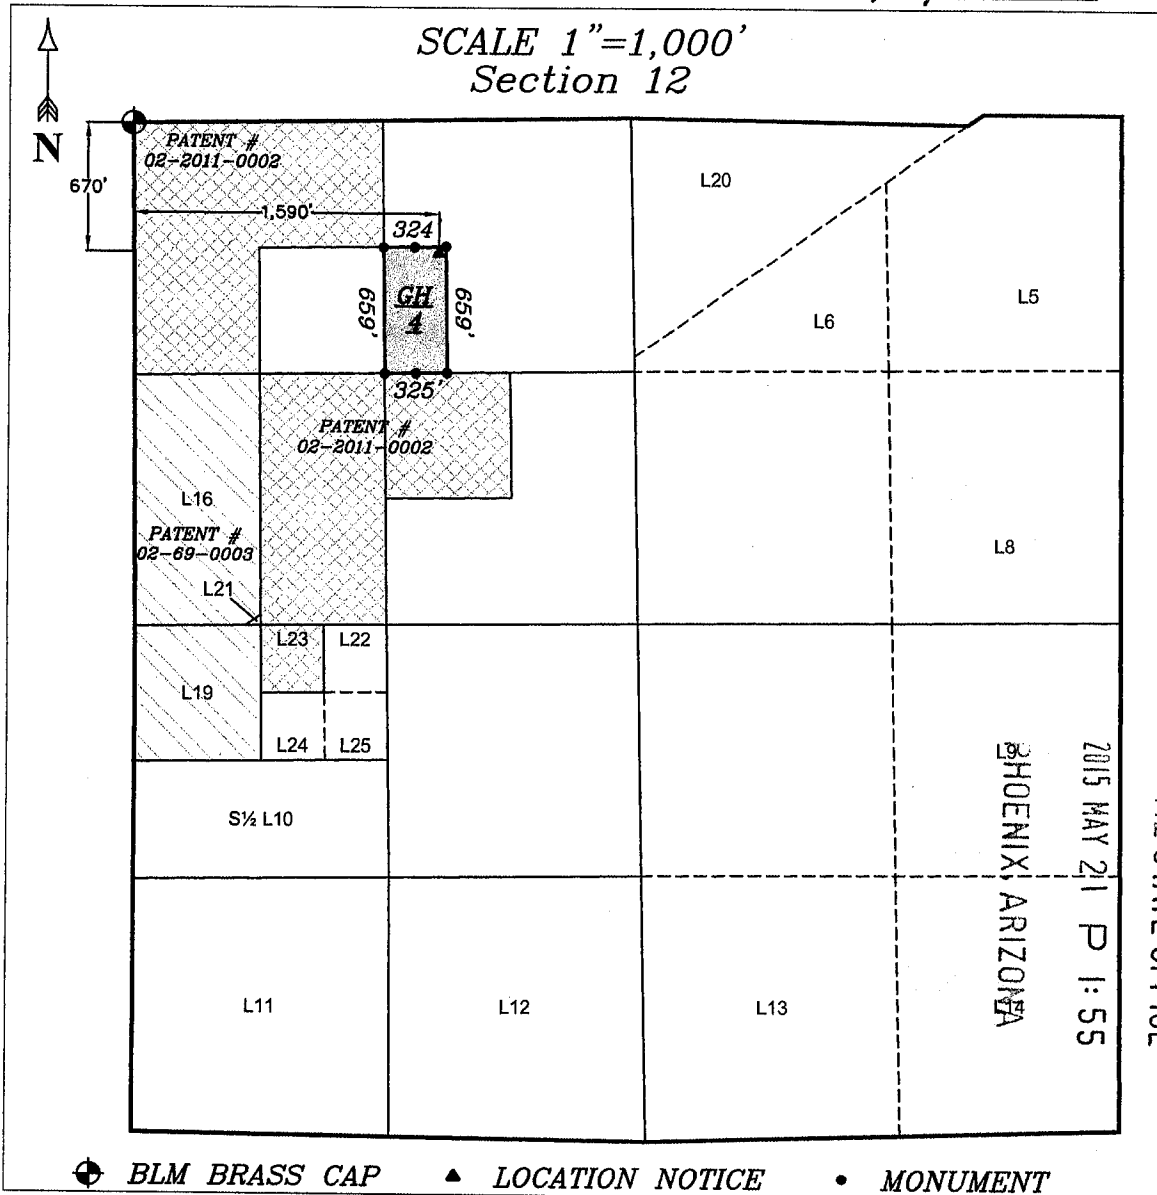 SCALE 1"=1,000'
Section 12
N
PATENT #
02-2011-0002
670'
1,590'
324
L20
659'
GH
4
659'
L6
L5
325'
PATENT #
02-2011-0002
L16
PATENT #
02-69-0003
L21
L8
L23
L22
L19
L24
L25
L9
S½ L10
L11
L12
L13
L14
2015 MAY 21 P 1:55
PHOENIX, ARIZONA
BLM BRASS CAP
LOCATION NOTICE
MONUMENT